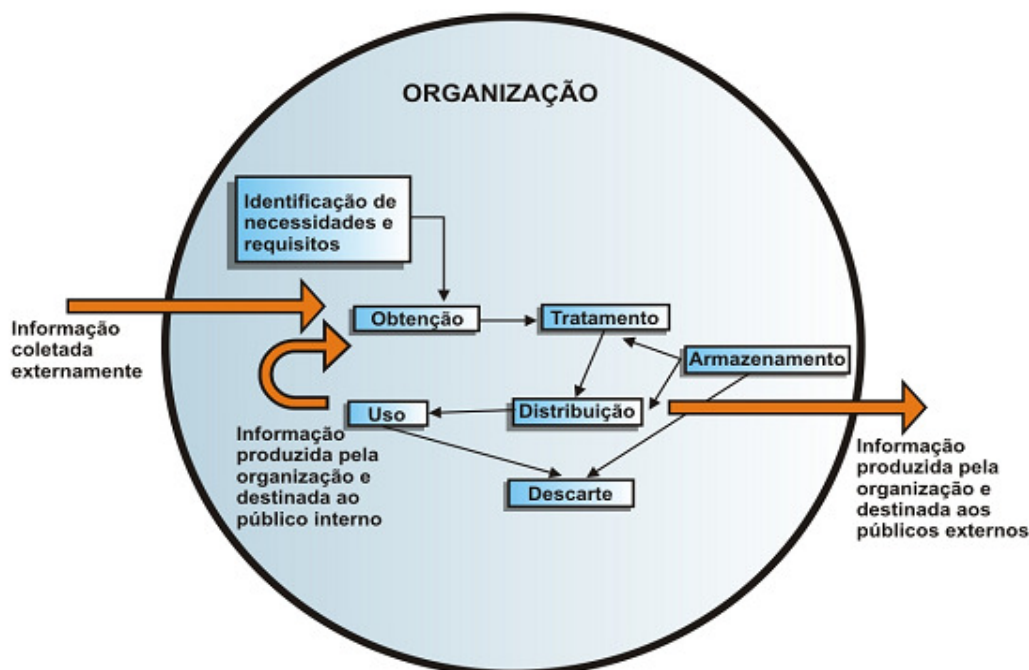 ORGANIZAÇÃO
Identificação de
necessidades e
requisitos
Informação
coletada
externamente
Obtenção
Tratamento
Armazenamento
Uso
Distribuição
Descarte
Informação
produzida pela
organização e
destinada ao
público interno
Informação
produzida pela
organização e
destinada aos
públicos externos